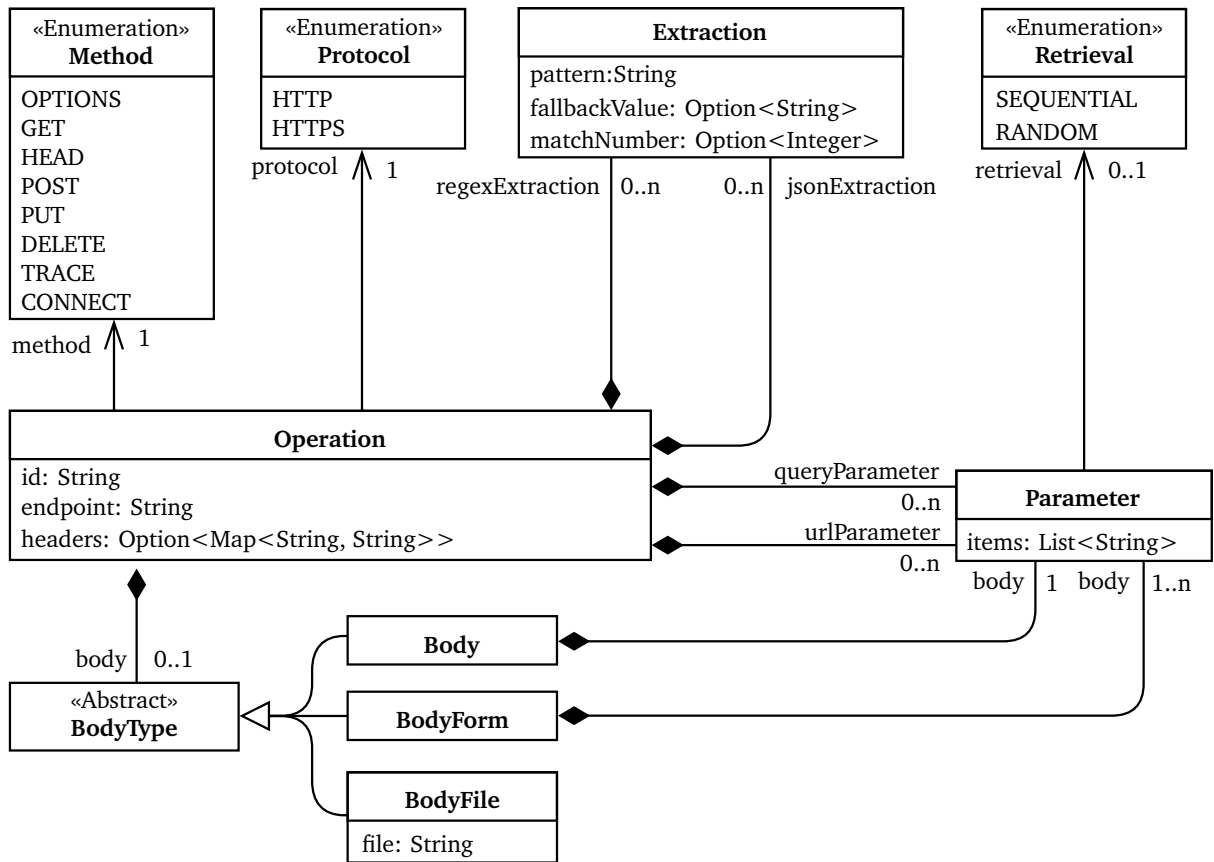 «Enumeration»
Method
OPTIONS
GET
HEAD
POST
PUT
DELETE
TRACE
CONNECT
«Enumeration»
Protocol
HTTP
HTTPS
Extraction
pattern:String
fallbackValue: Option<String>
matchNumber: Option<Integer>
«Enumeration»
Retrieval
SEQUENTIAL
RANDOM
protocol 1
regexExtraction 0..n
0..n jsonExtraction
retrieval 0..1
method 1
Operation
id: String
endpoint: String
headers: Option<Map<String, String>>
queryParameter
0..n
urlParameter
0..n
Parameter
items: List<String>
body 1
body 1..n
body 0..1
«Abstract»
BodyType
Body
BodyForm
BodyFile
file: String